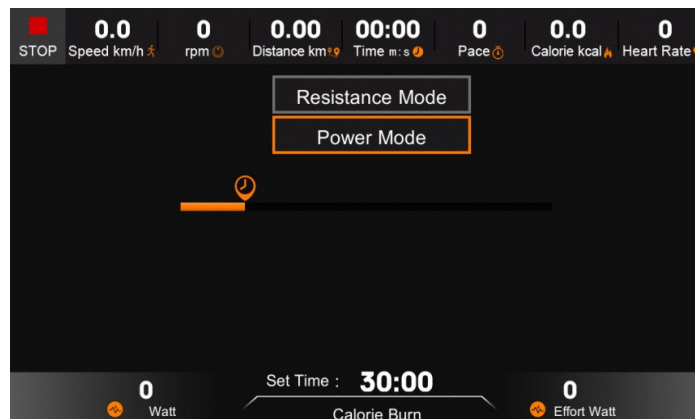 STOP
0.0
Speed km/h
0
rpm
0.00
Distance km
00:00
Time m:s
0
Pace
0.0
Calorie kcal
0
Heart Rate
Resistance Mode
Power Mode
0
Watt
Set Time : 30:00
Calorie Burn
0
Effort Watt